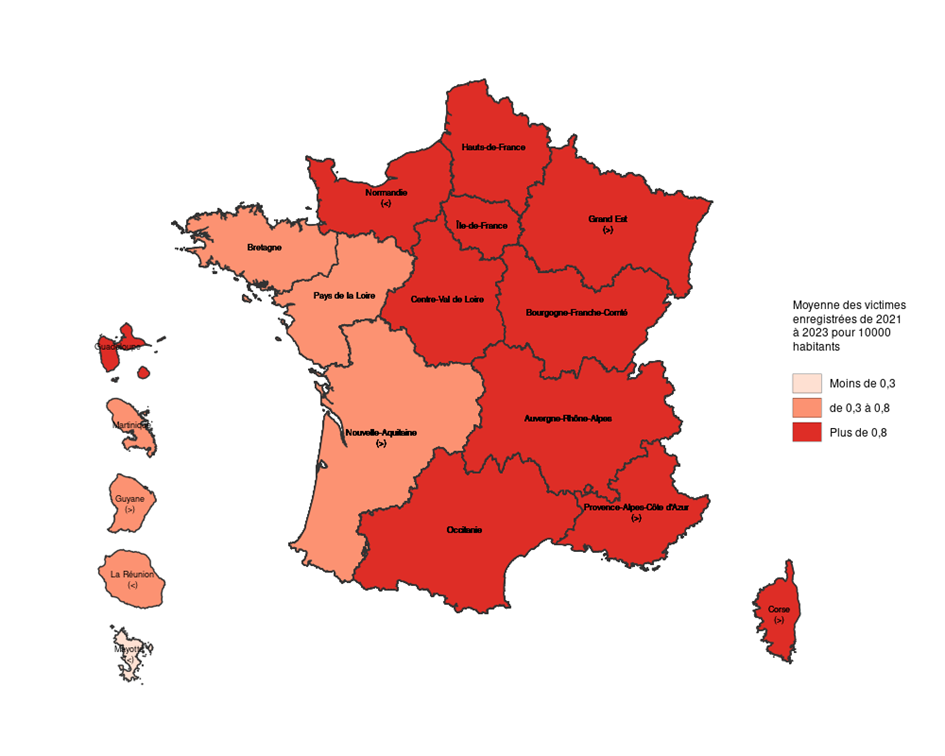 Hauts-de-France
Normandie
(<)
Île-de-France
Grand Est
(>)
Bretagne
Pays de la Loire
Centre-Val de Loire
Bourgogne-Franche-Comté
Moyenne des victimes
enregistrées de 2021
à 2023 pour 10000
habitants
Moins de 0,3
de 0,3 à 0,8
Plus de 0,8
Guadeloupe
Martinique
Auvergne-Rhône-Alpes
Nouvelle-Aquitaine
(>)
Guyane
(>)
Provence-Alpes-Côte d'Azur
(>)
Occitanie
La Réunion
(<)
Corse
(>)
Mayotte
(<)